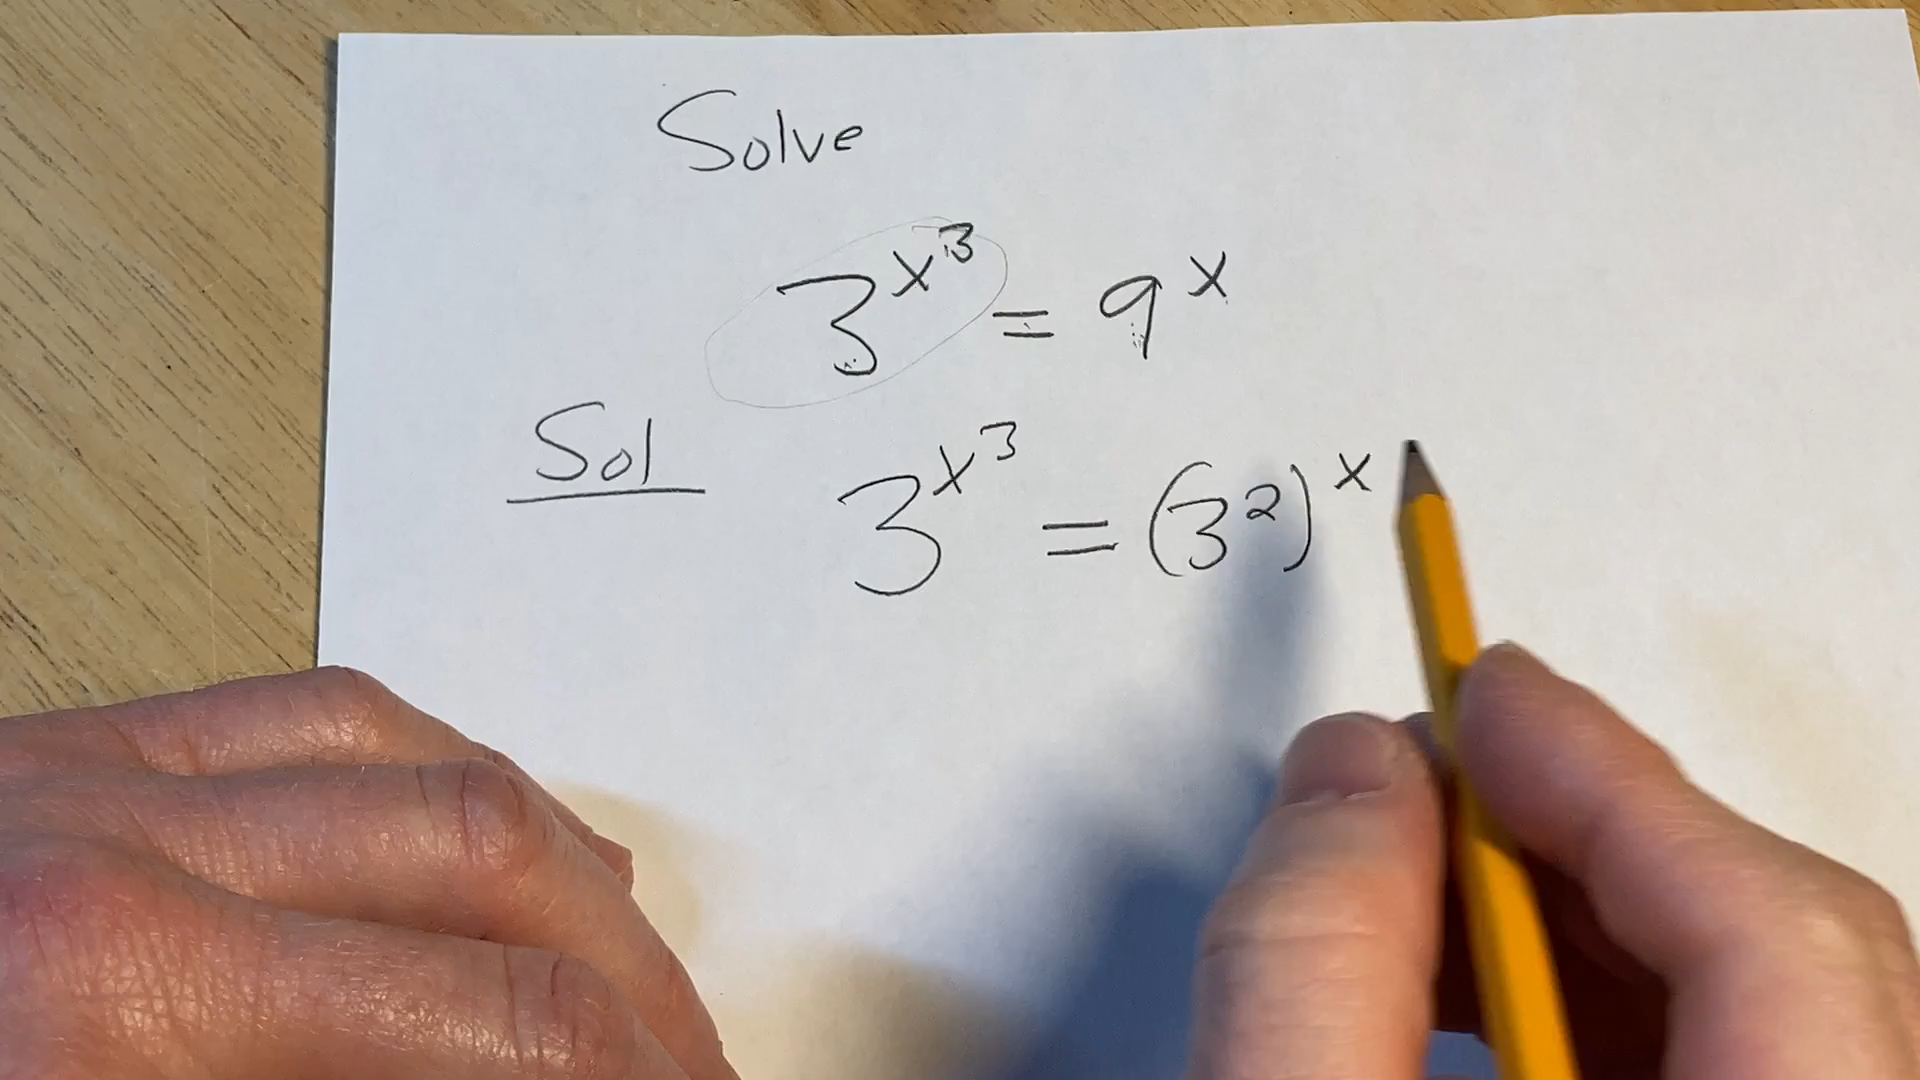 Solve
3^{x^3} = 9^x
Sol 3^{x^3} = (3^2)^x